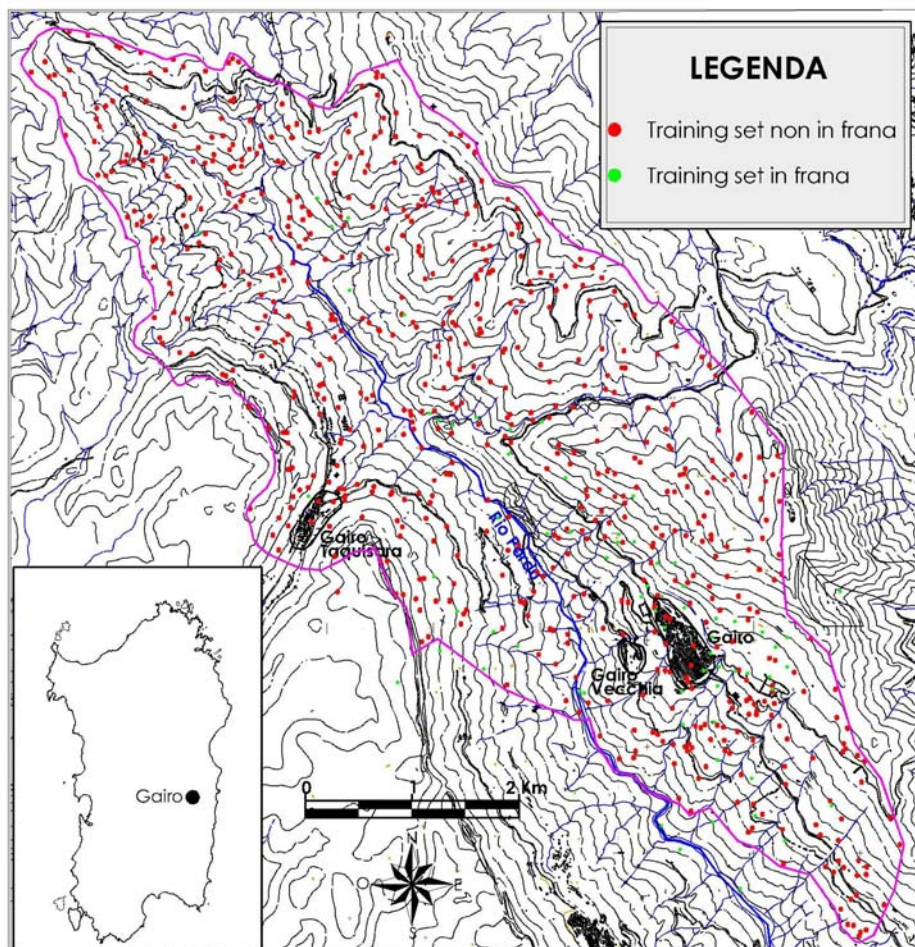 LEGENDA
Training set non in frana
Training set in frana
Gairo
Taquisara
Rio Pardu
Gairo
Gairo
Vecchia
Gairo
0 1 2 Km
N
O E
S